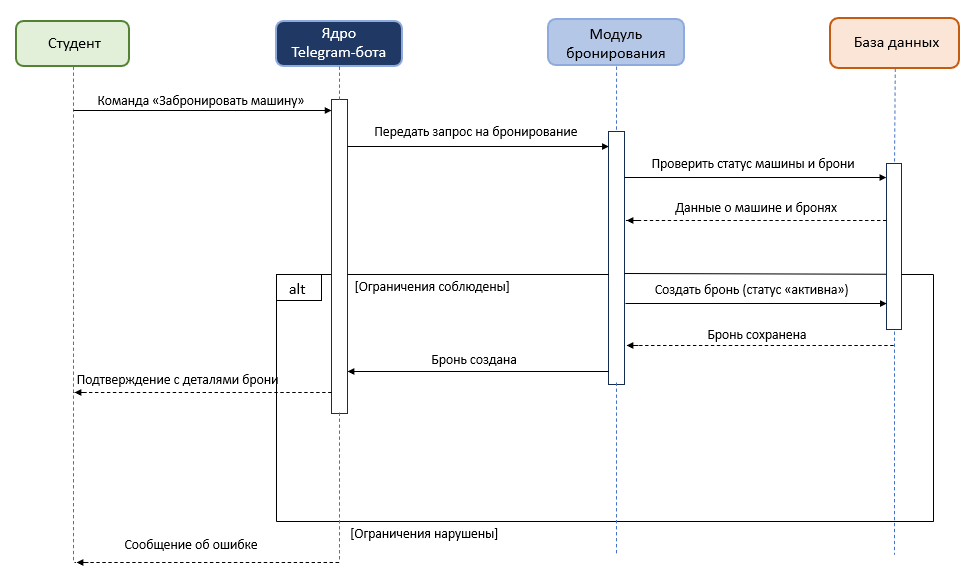 Студент
Ядро
Telegram-бота
Модуль
бронирования
База данных
Команда «Забронировать машину»
Передать запрос на бронирование
Проверить статус машины и брони
Данные о машине и бронях
alt
[Ограничения соблюдены]
Создать бронь (статус «активна»)
Бронь сохранена
Бронь создана
Подтверждение с деталями брони
[Ограничения нарушены]
Сообщение об ошибке